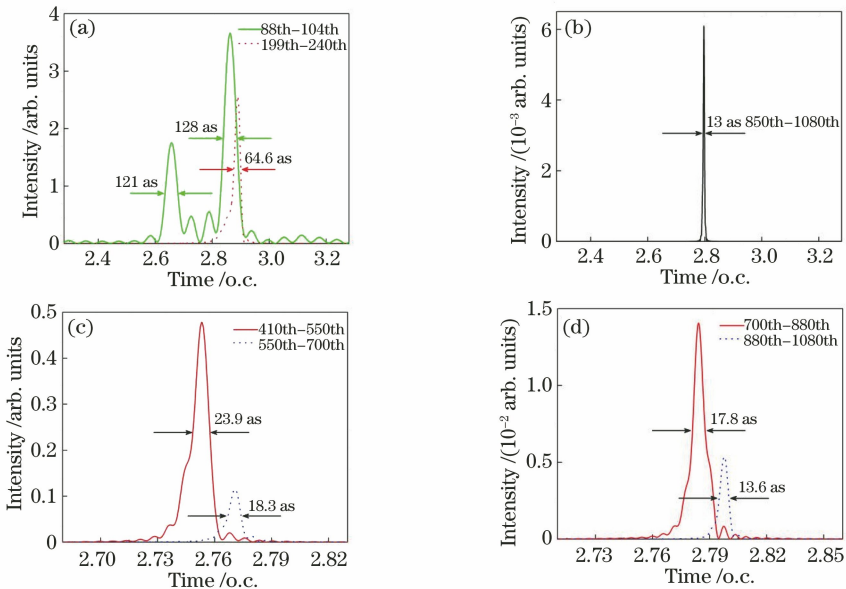 (a)
88th−104th
199th−240th
128 as
64.6 as
121 as
4
3
2
1
0
2.4 2.6 2.8 3.0 3.2
Time /o.c.
Intensity /arb. units
(b)
13 as 850th−1080th
6
4
2
0
2.4 2.6 2.8 3.0 3.2
Time /o.c.
Intensity /(10⁻³ arb. units)
(c)
410th−550th
550th−700th
23.9 as
18.3 as
0.5
0.4
0.3
0.2
0.1
0
2.70 2.73 2.76 2.79 2.82
Time /o.c.
Intensity /arb. units
(d)
700th−880th
880th−1080th
17.8 as
13.6 as
1.5
1.0
0.5
0
2.73 2.76 2.79 2.82 2.85
Time /o.c.
Intensity /(10⁻² arb. units)